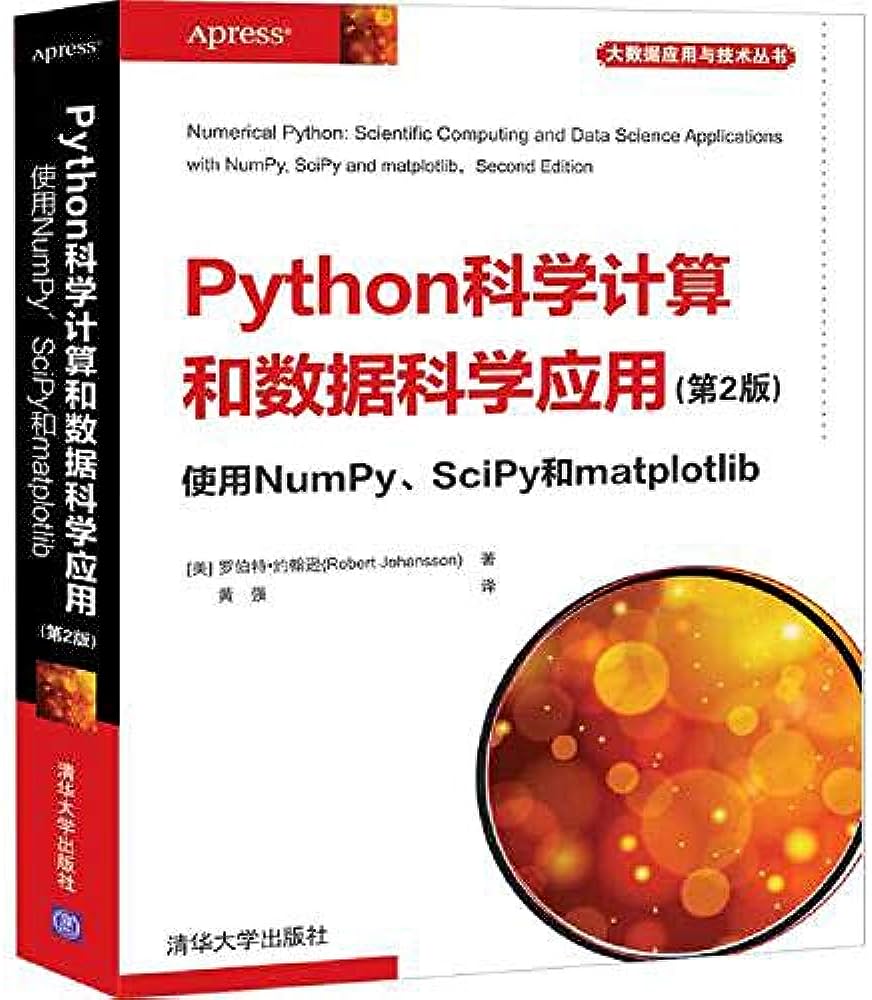 Apress®
Python科学计算和数据科学应用(第2版)
使用NumPy、SciPy和matplotlib
清华大学出版社
Apress®
大数据应用与技术丛书
Numerical Python: Scientific Computing and Data Science Applications
with NumPy, SciPy and matplotlib, Second Edition
Python科学计算
和数据科学应用(第2版)
使用NumPy、SciPy和matplotlib
[美] 罗伯特·约翰逊(Robert Johansson) 著
黄 强 译
清华大学出版社